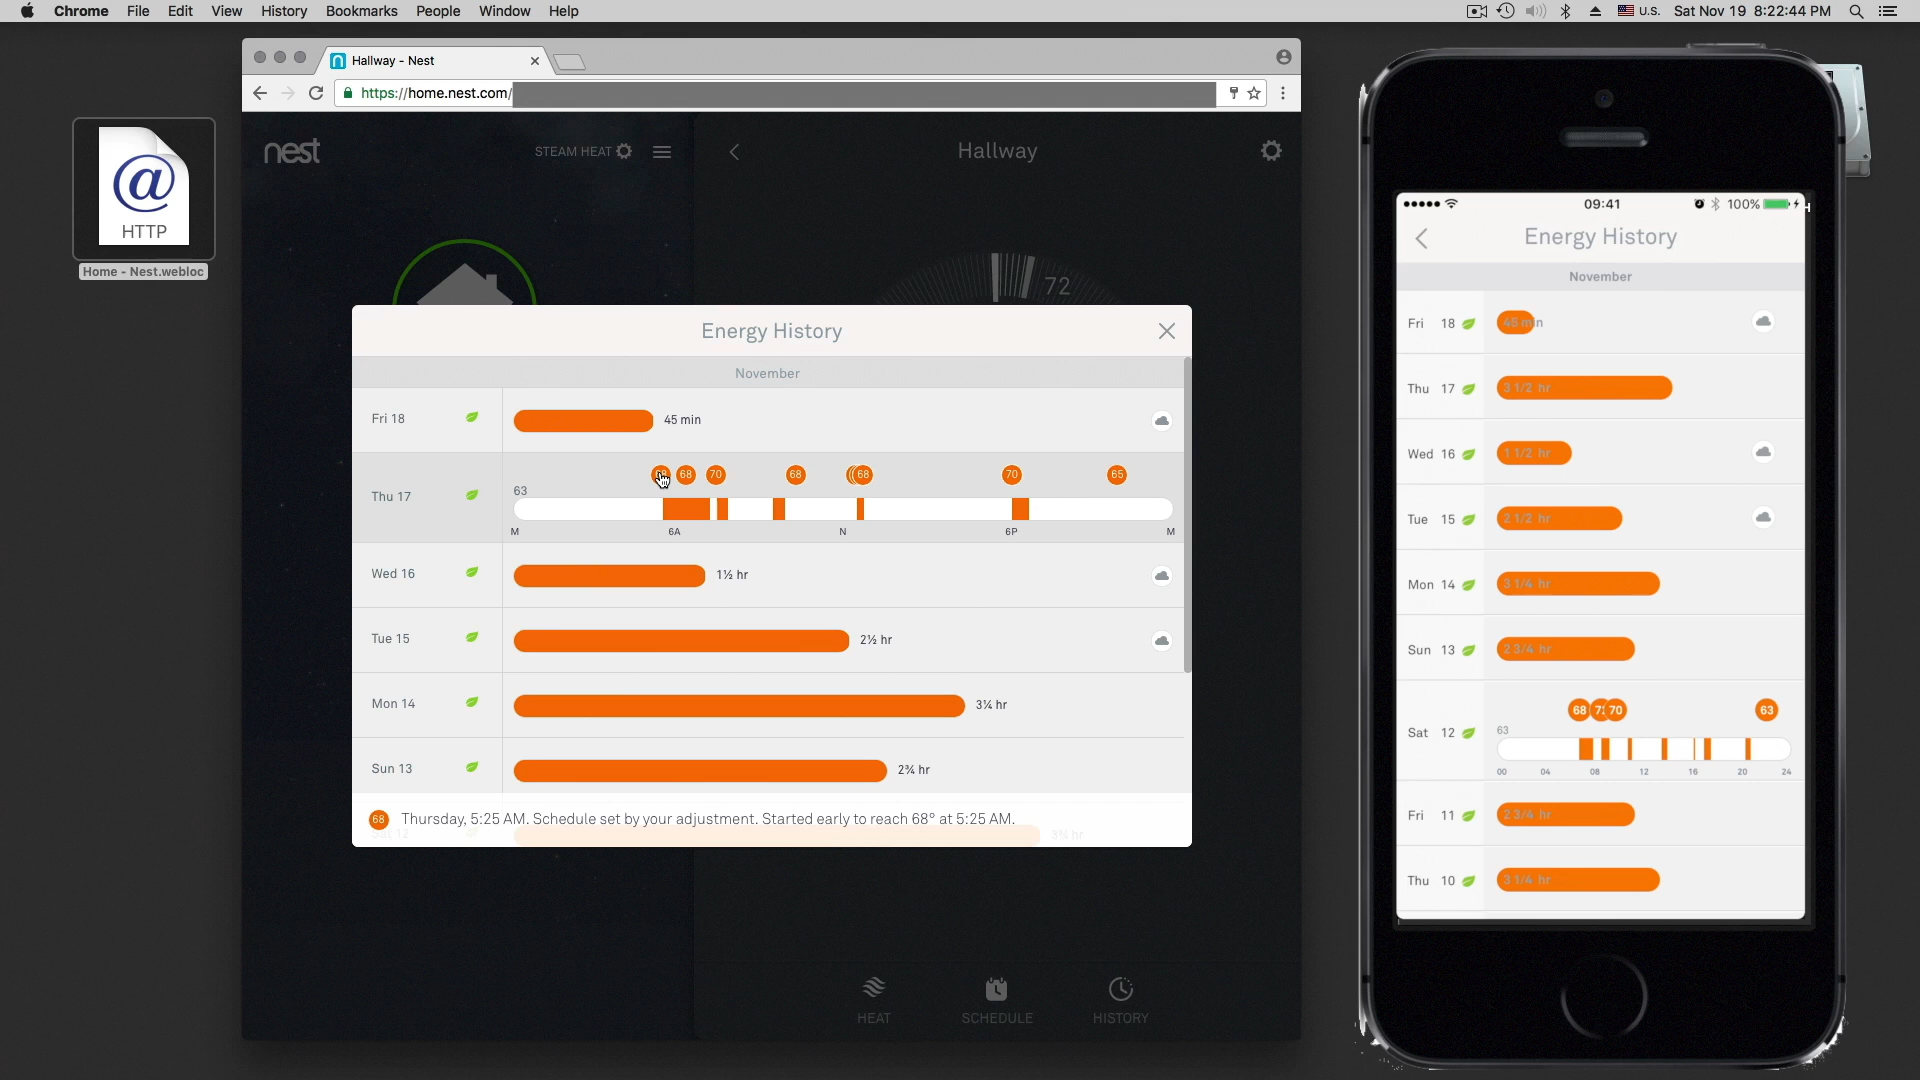 Chrome File Edit View History Bookmarks People Window Help
U.S. Sat Nov 19 8:22:44 PM
Hallway - Nest
https://home.nest.com/
HTTP
Home - Nest.webloc
nest
STEAM HEAT
Hallway
72
Energy History
November
Fri 18
45 min
Thu 17
68 70 68 68 70 65
63
M 6A N 6P M
Wed 16
1½ hr
Tue 15
2½ hr
Mon 14
3¼ hr
Sun 13
2¾ hr
68 Thursday, 5:25 AM. Schedule set by your adjustment. Started early to reach 68° at 5:25 AM.
Sat 12
HEAT SCHEDULE HISTORY
09:41 100%
Energy History
November
Fri 18 45 min
Thu 17 3 1/2 hr
Wed 16 1 1/2 hr
Tue 15 2 1/2 hr
Mon 14 3 1/4 hr
Sun 13 2 3/4 hr
68 70 63
Sat 12 63
00 04 08 12 16 20 24
Fri 11 2 3/4 hr
Thu 10 3 1/4 hr